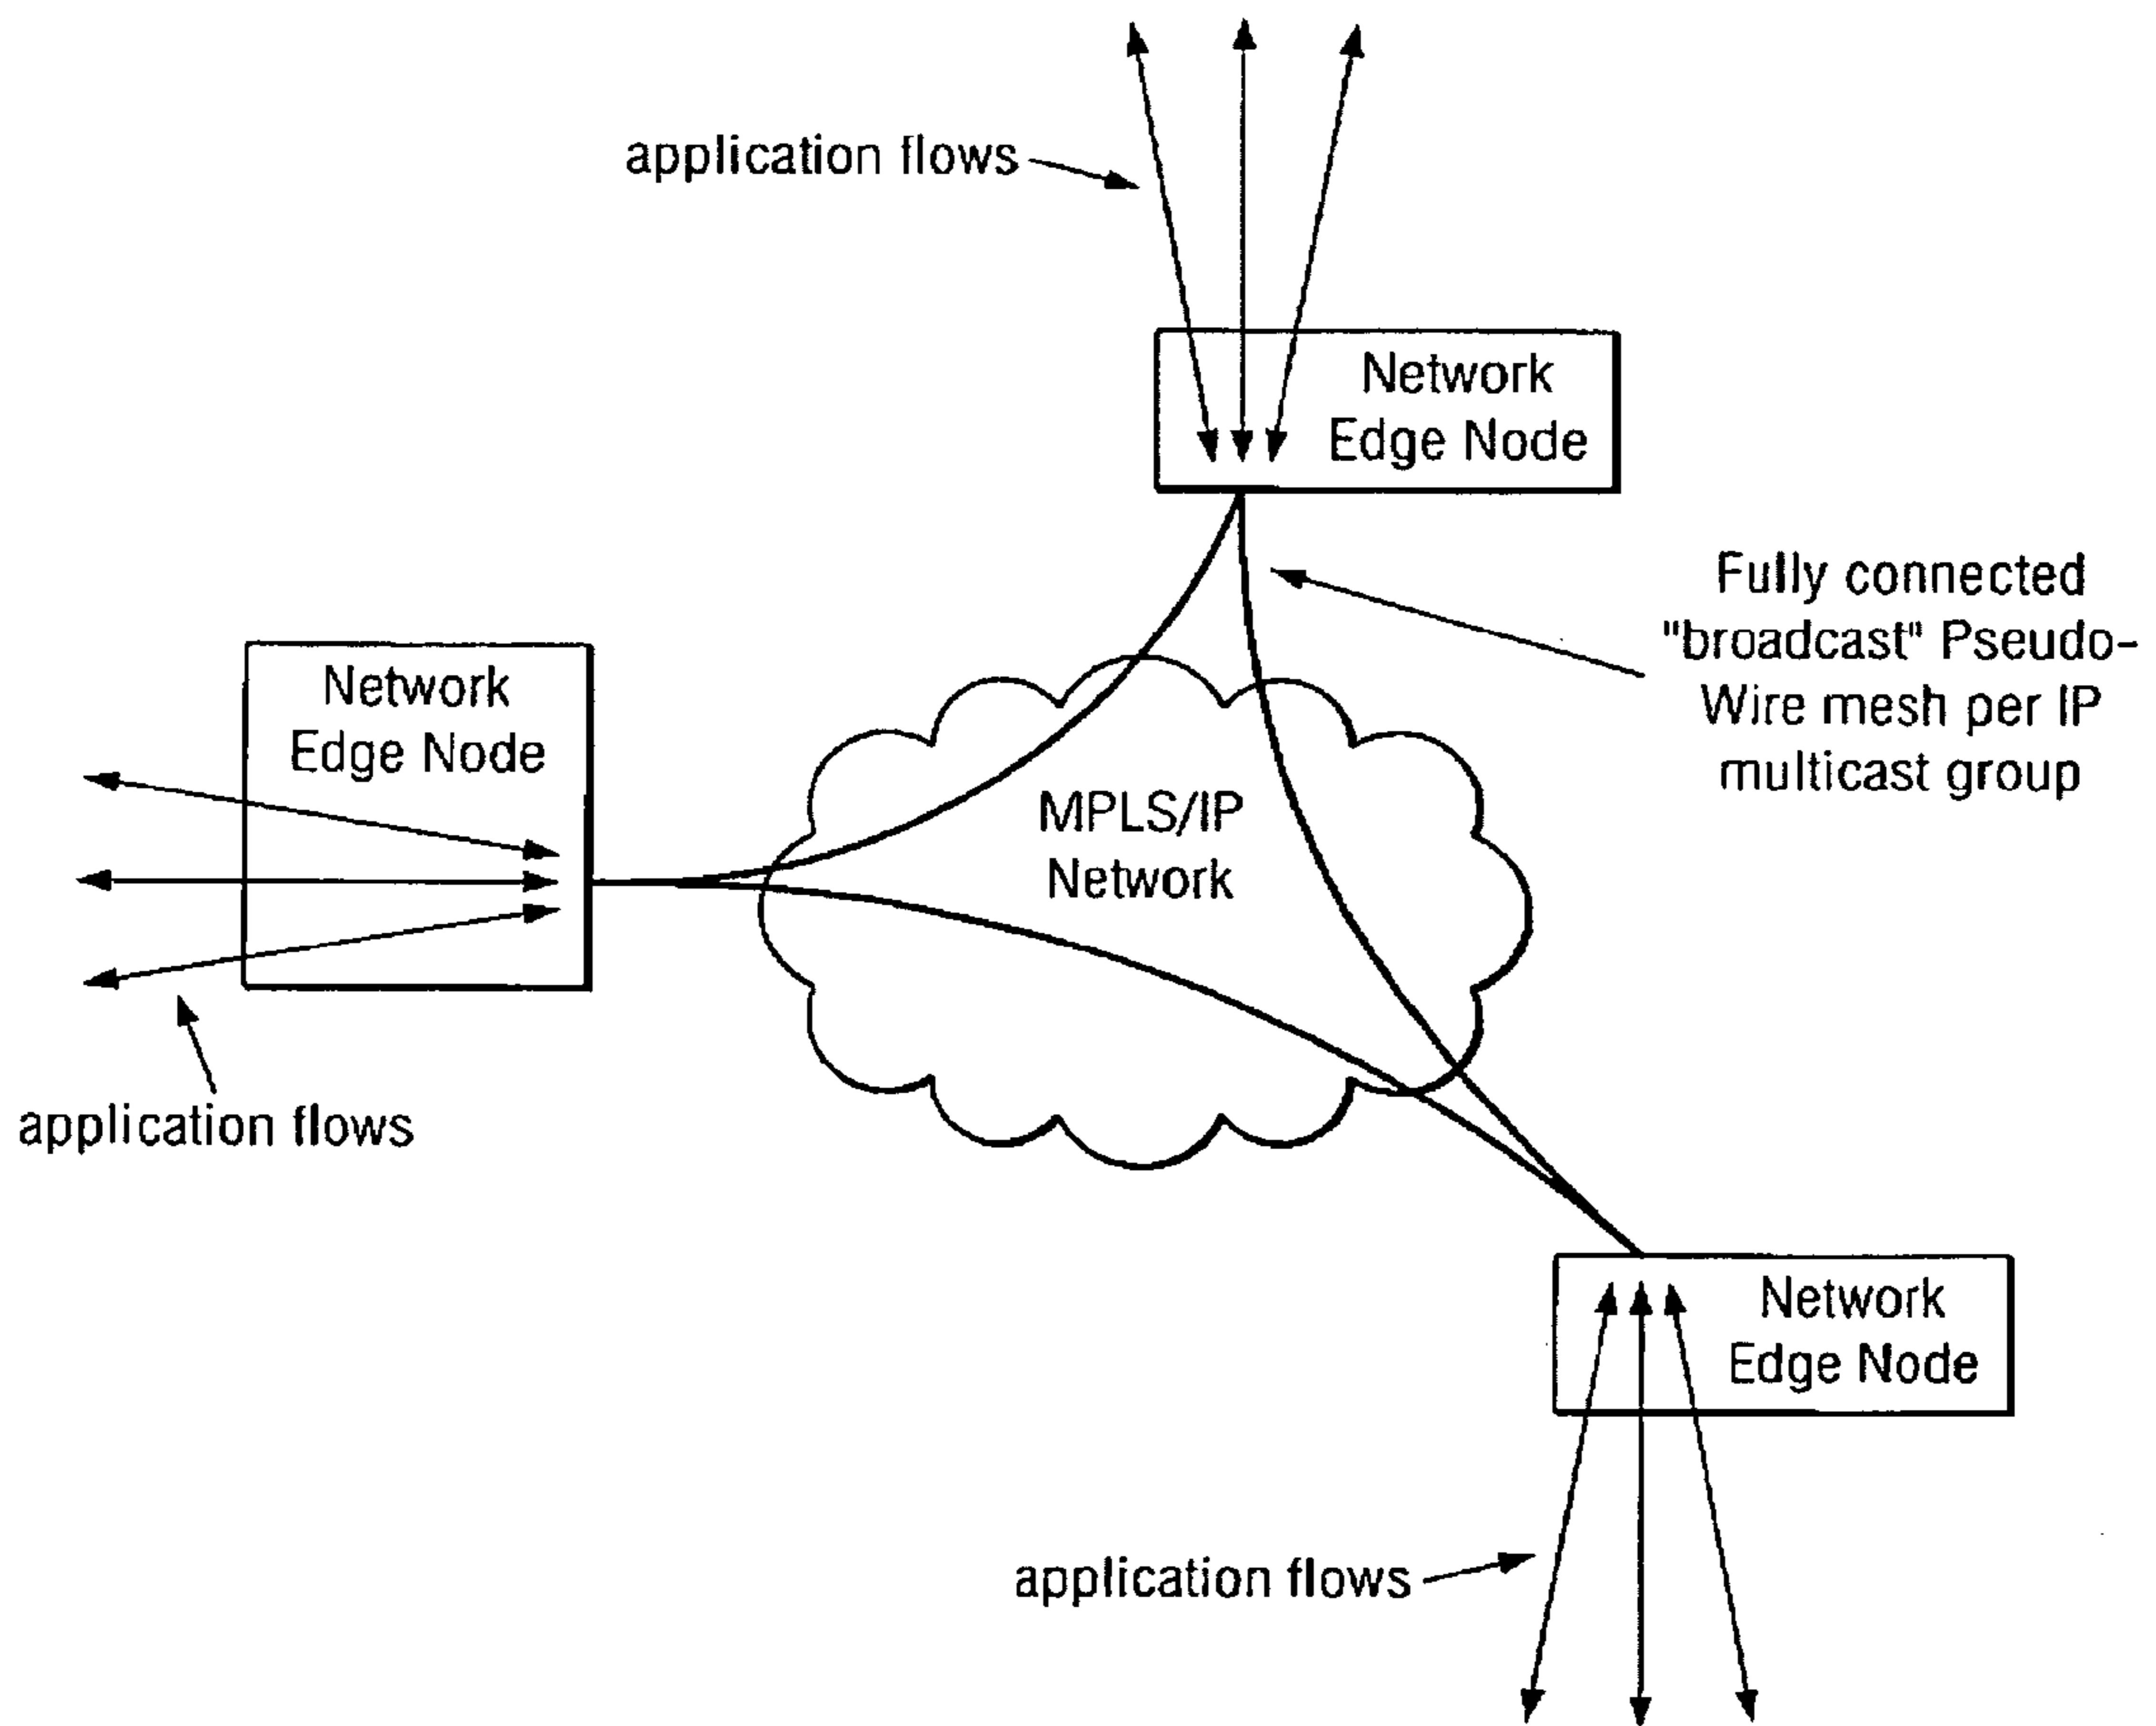 application flows
Network
Edge Node
Fully connected
"broadcast" Pseudo-
Wire mesh per IP
multicast group
Network
Edge Node
MPLS/IP
Network
application flows
Network
Edge Node
application flows